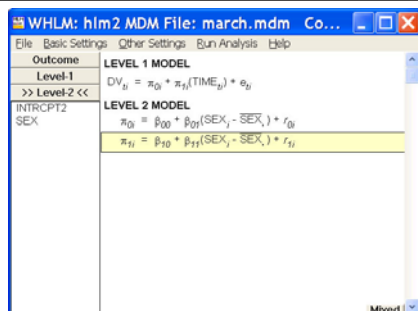 WHLM: hlm2 MDM File: march.mdm Co...
File Basic Settings Other Settings Run Analysis Help
Outcome
Level-1
>> Level-2 <<
INTRCPT2
SEX
LEVEL 1 MODEL
DVₜᵢ = π₀ᵢ + π₁ᵢ(TIMEₜᵢ) + eₜᵢ
LEVEL 2 MODEL
π₀ᵢ = β₀₀ + β₀₁(SEXᵢ - S̅E̅X̅.) + r₀ᵢ
π₁ᵢ = β₁₀ + β₁₁(SEXᵢ - S̅E̅X̅.) + r₁ᵢ
Mixed